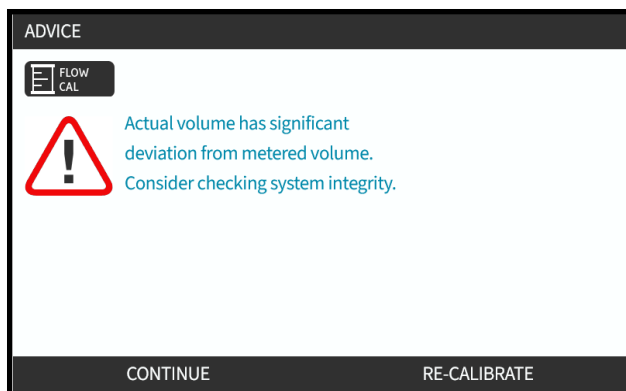 ADVICE
FLOW
CAL
Actual volume has significant
deviation from metered volume.
Consider checking system integrity.
CONTINUE RE-CALIBRATE